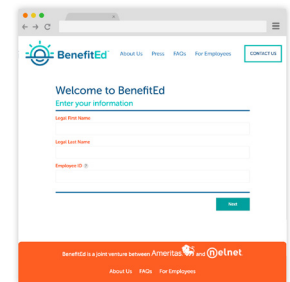 BenefitEd
About Us Press FAQs For Employees CONTACT US
Welcome to BenefitEd
Enter your information
Legal First Name
Legal Last Name
Employee ID
Next
BenefitEd is a joint venture between Ameritas and nelnet
About Us FAQs For Employees